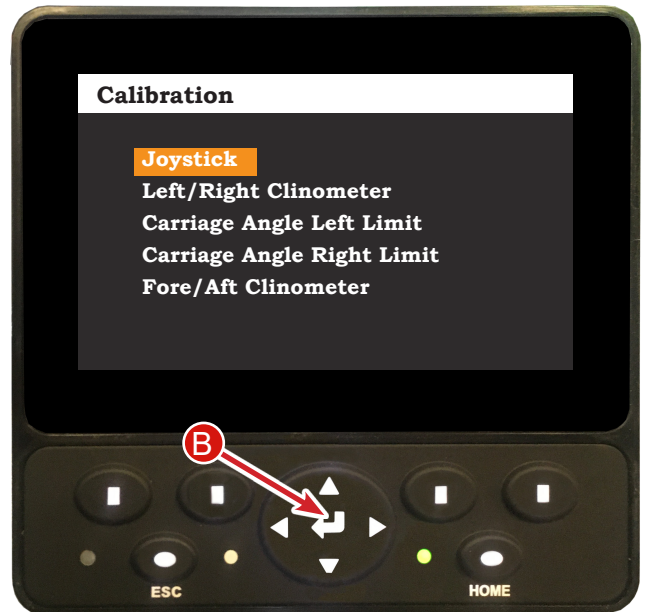 Calibration
Joystick
Left/Right Clinometer
Carriage Angle Left Limit
Carriage Angle Right Limit
Fore/Aft Clinometer
B
ESC
HOME